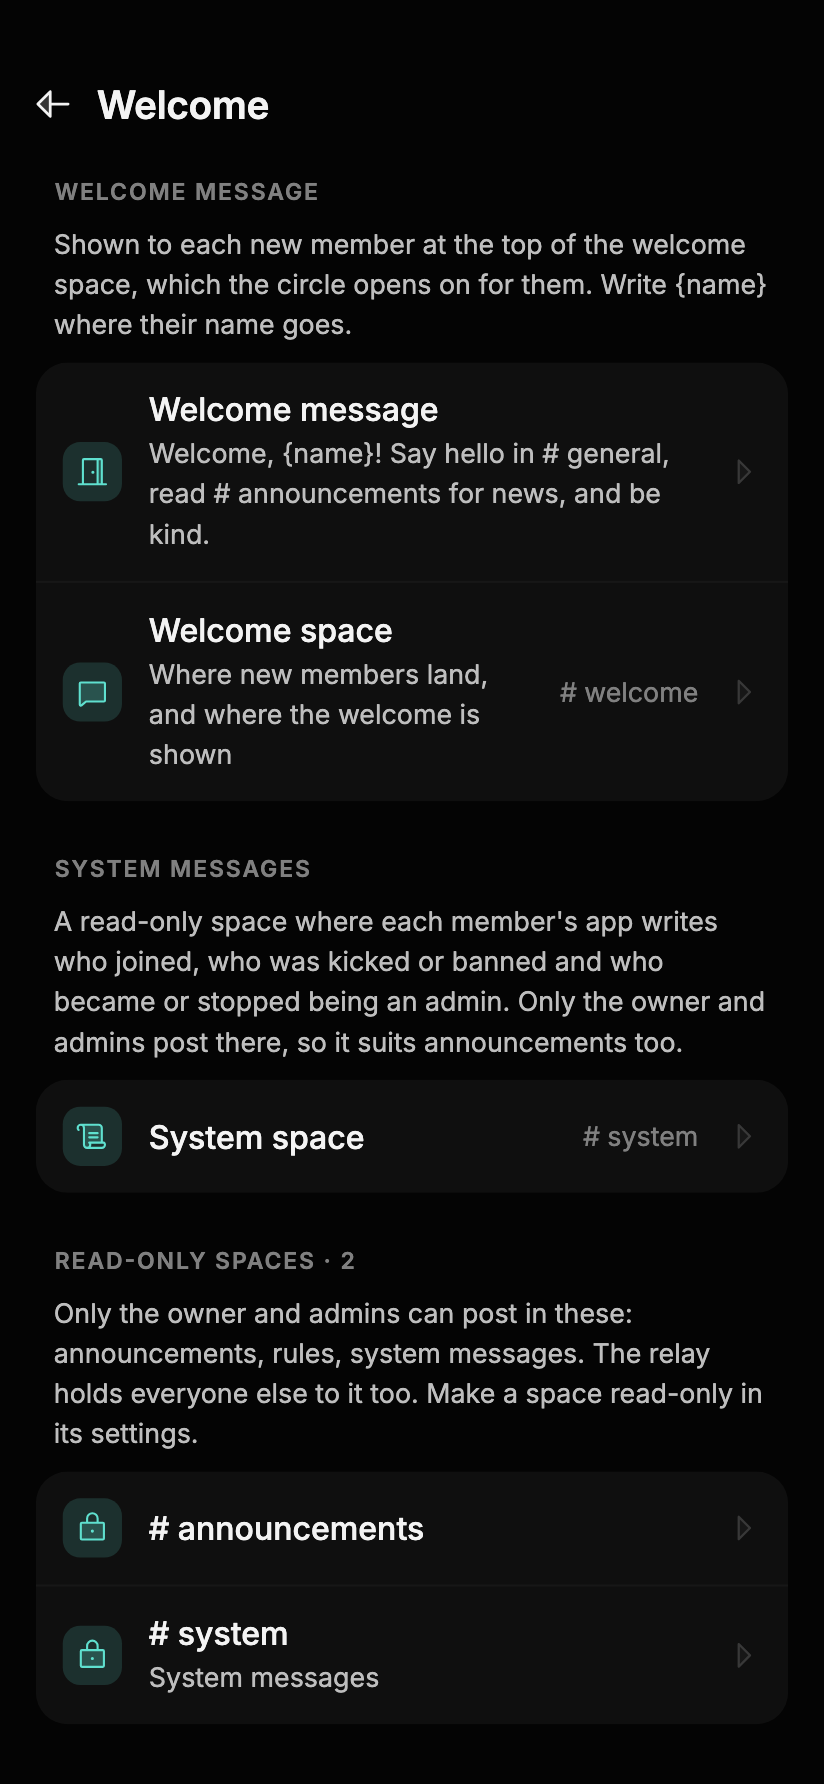 Welcome
WELCOME MESSAGE
Shown to each new member at the top of the welcome
space, which the circle opens on for them. Write {name}
where their name goes.
Welcome message
Welcome, {name}! Say hello in # general,
read # announcements for news, and be
kind.
Welcome space
Where new members land,
and where the welcome is
shown
# welcome
SYSTEM MESSAGES
A read-only space where each member's app writes
who joined, who was kicked or banned and who
became or stopped being an admin. Only the owner and
admins post there, so it suits announcements too.
System space
# system
READ-ONLY SPACES · 2
Only the owner and admins can post in these:
announcements, rules, system messages. The relay
holds everyone else to it too. Make a space read-only in
its settings.
# announcements
# system
System messages